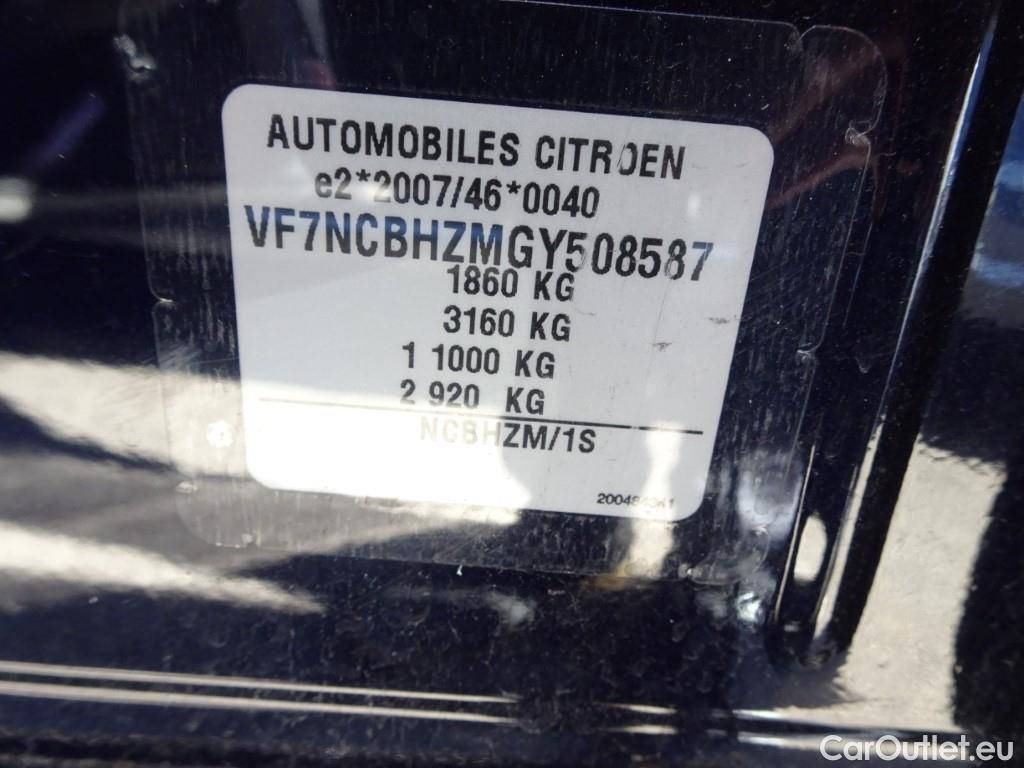 AUTOMOBILES CITROEN
e2*2007/46*0040
VF7NCBHZMGY508587
1860 KG
3160 KG
1 1000 KG
2 920 KG
NCBHZM/1S
CarOutlet.eu